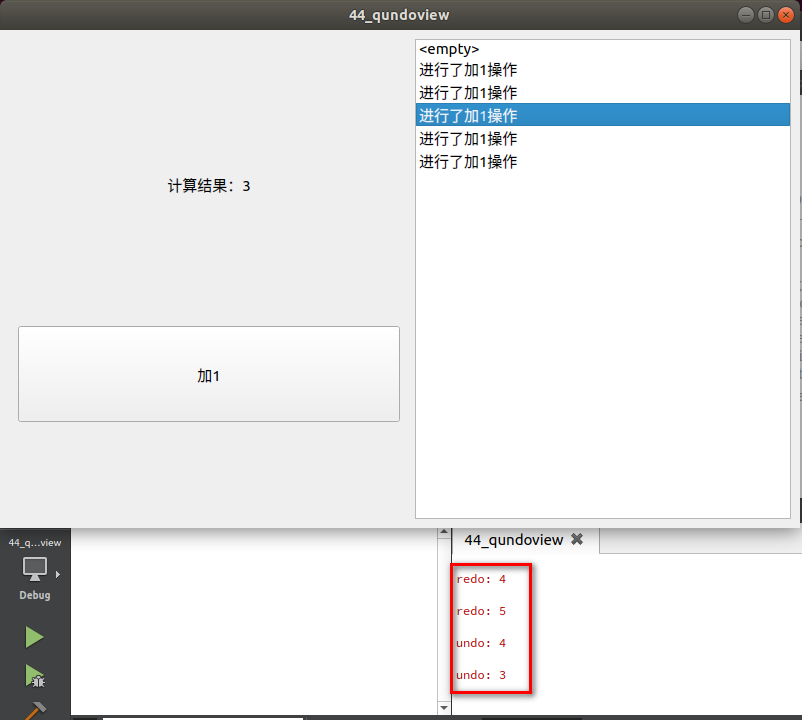 44_qundoview
<empty>
进行了加1操作
进行了加1操作
进行了加1操作
进行了加1操作
进行了加1操作
计算结果：3
加1
44_q...view
Debug
44_qundoview
redo: 4
redo: 5
undo: 4
undo: 3